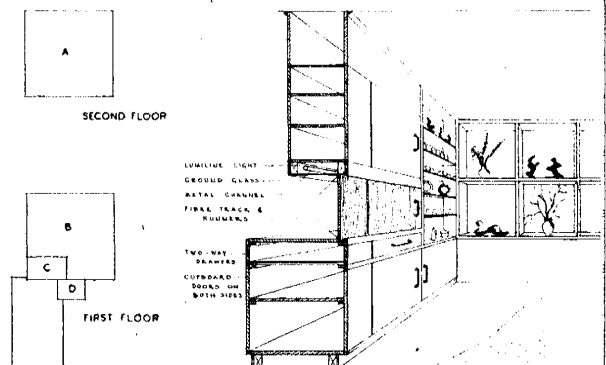 A
SECOND FLOOR
B
C
D
FIRST FLOOR
LUMILINE LIGHT
GROUND GLASS
METAL CHANNEL
FIBRE TRACK &
RUNNERS
TWO-WAY
DRAWERS
CUPBOARD
DOORS ON
BOTH SIDES